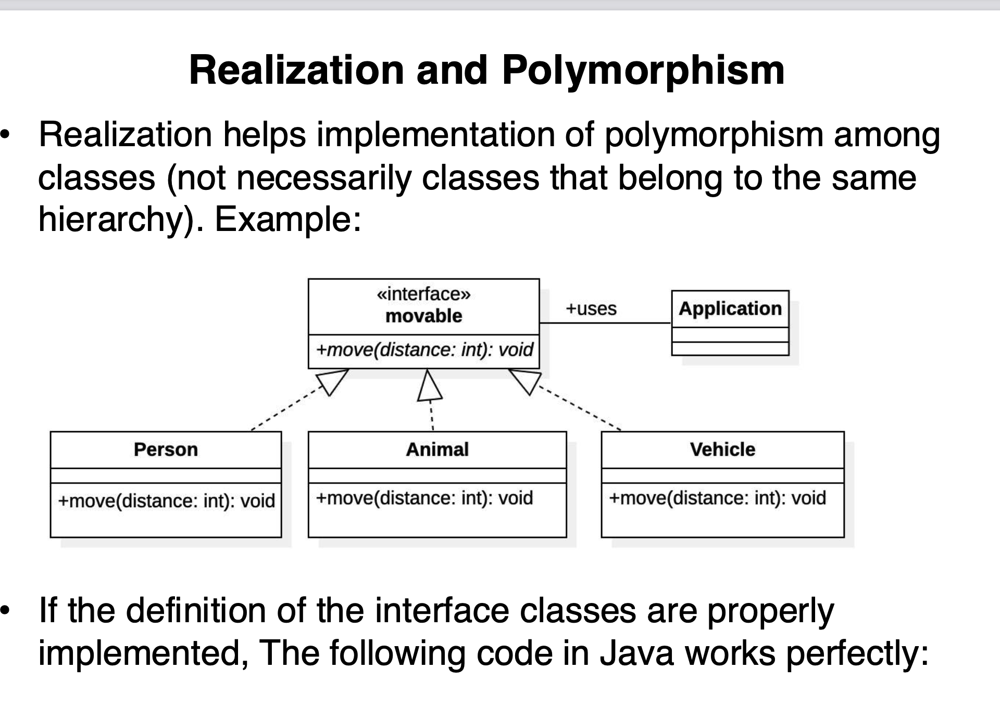 Realization and Polymorphism
• Realization helps implementation of polymorphism among
classes (not necessarily classes that belong to the same
hierarchy). Example:
«interface»
movable
+move(distance: int): void
+uses
Application
Person
+move(distance: int): void
Animal
+move(distance: int): void
Vehicle
+move(distance: int): void
• If the definition of the interface classes are properly
implemented, The following code in Java works perfectly: